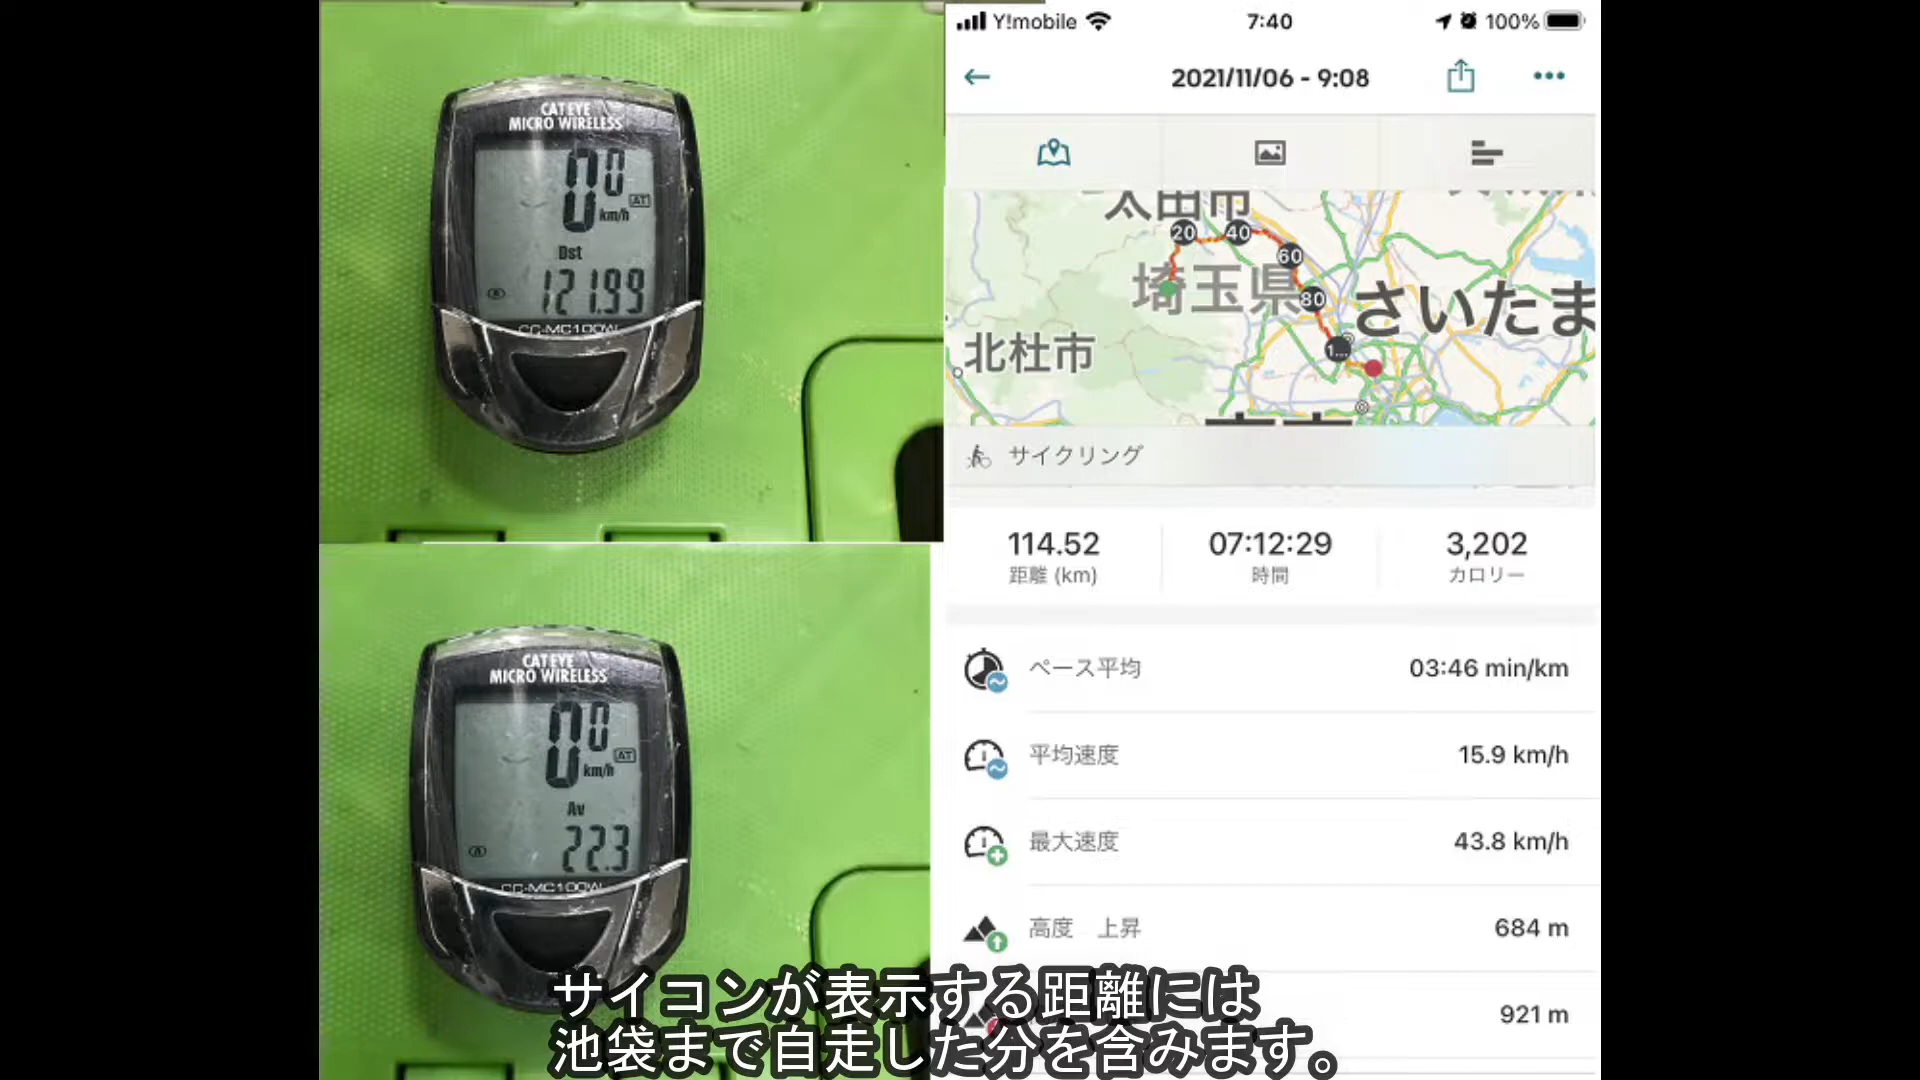 CATEYE
MICRO WIRELESS
00
AT
km/h
Dst
121.99
CC-MC100W
CATEYE
MICRO WIRELESS
00
AT
km/h
Av
22.3
CC-MC100W
Y!mobile 7:40 100%
2021/11/06 - 9:08
太田市
20 40
60
埼玉県
80
さいたま
北杜市
1...
サイクリング
114.52 07:12:29 3,202
距離 (km) 時間 カロリー
ペース平均 03:46 min/km
平均速度 15.9 km/h
最大速度 43.8 km/h
高度 上昇 684 m
921 m
サイコンが表示する距離には
池袋まで自走した分を含みます。